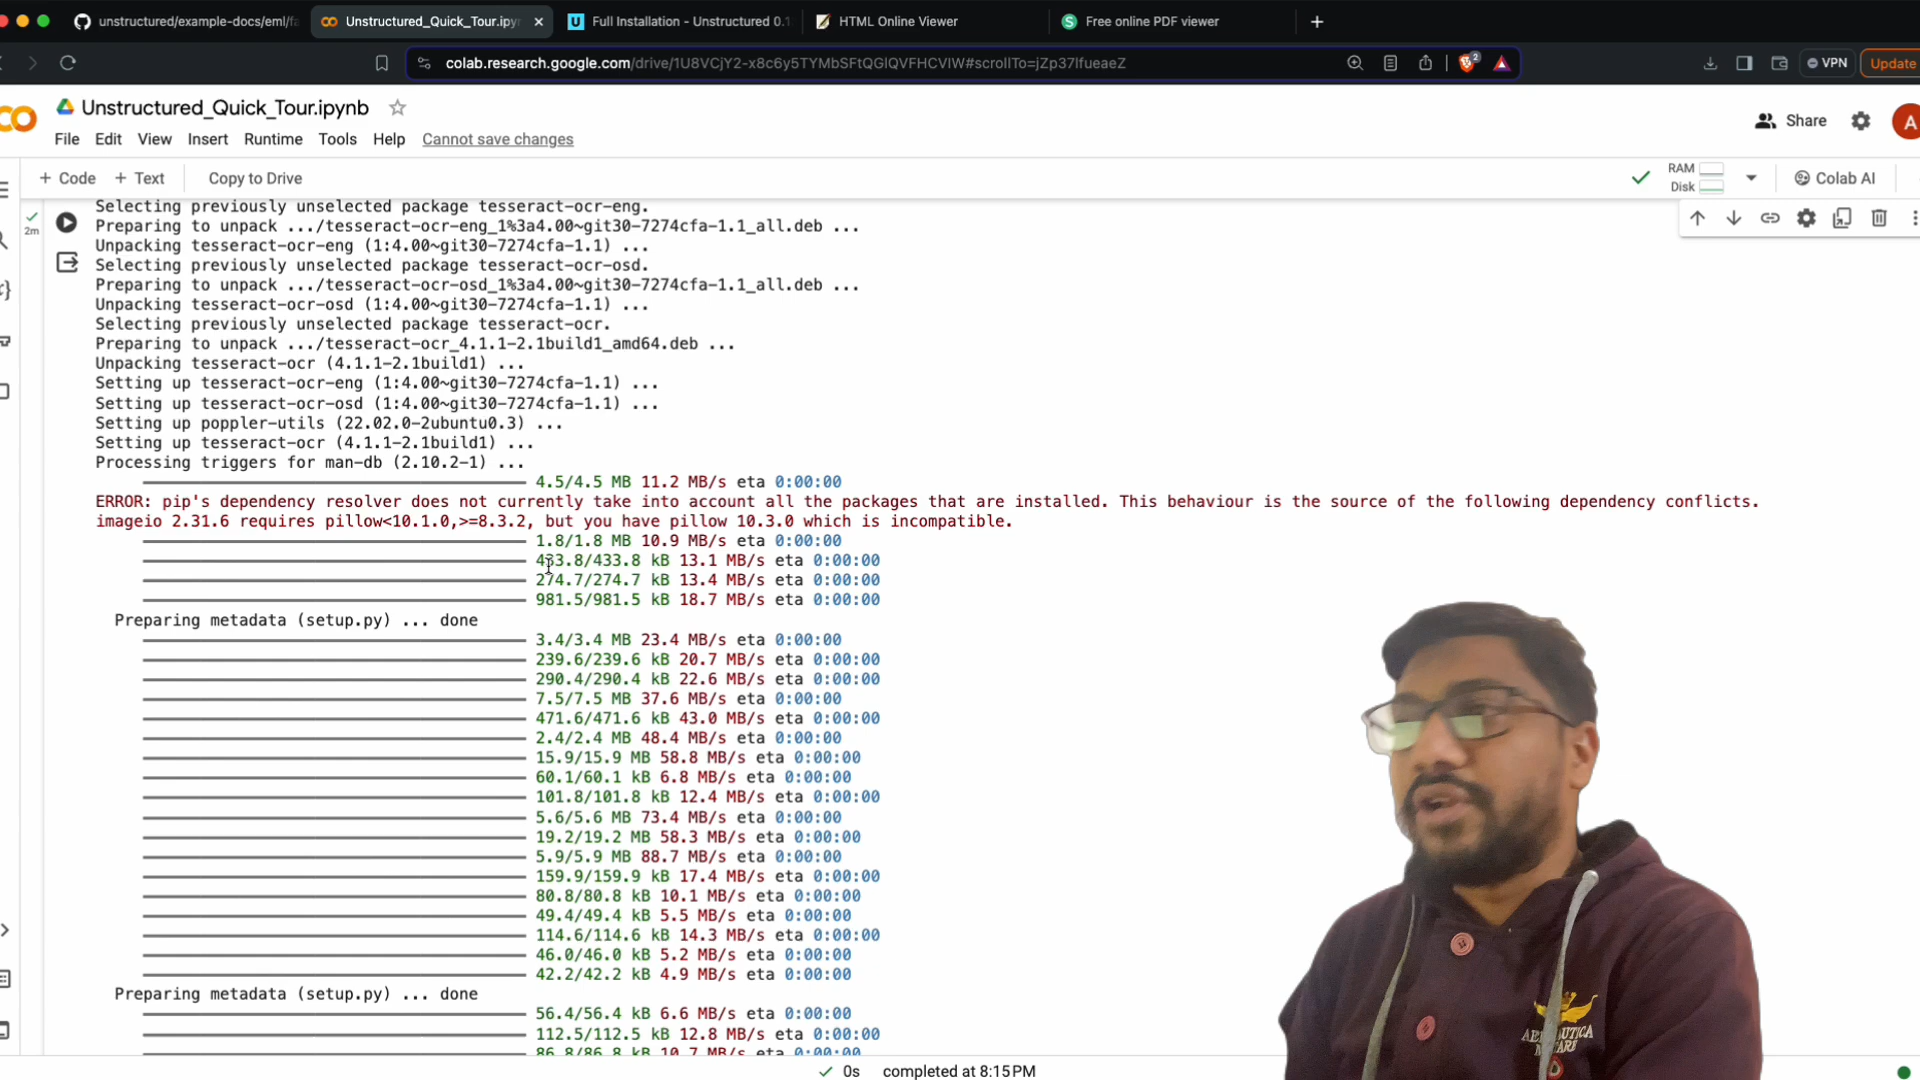 unstructured/example-docs/eml/fa
Unstructured_Quick_Tour.ipyn
Full Installation - Unstructured 0.1
HTML Online Viewer
Free online PDF viewer
colab.research.google.com/drive/1U8VCjY2-x8c6y5TYMbSFtQGlQVFHCVlW#scrollTo=jZp37lfueaeZ
2
VPN
Update
Unstructured_Quick_Tour.ipynb
Share
A
File Edit View Insert Runtime Tools Help Cannot save changes
+ Code + Text Copy to Drive
RAM
Disk
Colab AI
2m
Selecting previously unselected package tesseract-ocr-eng.
Preparing to unpack .../tesseract-ocr-eng_1%3a4.00~git30-7274cfa-1.1_all.deb ...
Unpacking tesseract-ocr-eng (1:4.00~git30-7274cfa-1.1) ...
Selecting previously unselected package tesseract-ocr-osd.
Preparing to unpack .../tesseract-ocr-osd_1%3a4.00~git30-7274cfa-1.1_all.deb ...
Unpacking tesseract-ocr-osd (1:4.00~git30-7274cfa-1.1) ...
Selecting previously unselected package tesseract-ocr.
Preparing to unpack .../tesseract-ocr_4.1.1-2.1build1_amd64.deb ...
Unpacking tesseract-ocr (4.1.1-2.1build1) ...
Setting up tesseract-ocr-eng (1:4.00~git30-7274cfa-1.1) ...
Setting up tesseract-ocr-osd (1:4.00~git30-7274cfa-1.1) ...
Setting up poppler-utils (22.02.0-2ubuntu0.3) ...
Setting up tesseract-ocr (4.1.1-2.1build1) ...
Processing triggers for man-db (2.10.2-1) ...
4.5/4.5 MB 11.2 MB/s eta 0:00:00
ERROR: pip's dependency resolver does not currently take into account all the packages that are installed. This behaviour is the source of the following dependency conflicts.
imageio 2.31.6 requires pillow<10.1.0,>=8.3.2, but you have pillow 10.3.0 which is incompatible.
1.8/1.8 MB 10.9 MB/s eta 0:00:00
433.8/433.8 kB 13.1 MB/s eta 0:00:00
274.7/274.7 kB 13.4 MB/s eta 0:00:00
981.5/981.5 kB 18.7 MB/s eta 0:00:00
Preparing metadata (setup.py) ... done
3.4/3.4 MB 23.4 MB/s eta 0:00:00
239.6/239.6 kB 20.7 MB/s eta 0:00:00
290.4/290.4 kB 22.6 MB/s eta 0:00:00
7.5/7.5 MB 37.6 MB/s eta 0:00:00
471.6/471.6 kB 43.0 MB/s eta 0:00:00
2.4/2.4 MB 48.4 MB/s eta 0:00:00
15.9/15.9 MB 58.8 MB/s eta 0:00:00
60.1/60.1 kB 6.8 MB/s eta 0:00:00
101.8/101.8 kB 12.4 MB/s eta 0:00:00
5.6/5.6 MB 73.4 MB/s eta 0:00:00
19.2/19.2 MB 58.3 MB/s eta 0:00:00
5.9/5.9 MB 88.7 MB/s eta 0:00:00
159.9/159.9 kB 17.4 MB/s eta 0:00:00
80.8/80.8 kB 10.1 MB/s eta 0:00:00
49.4/49.4 kB 5.5 MB/s eta 0:00:00
114.6/114.6 kB 14.3 MB/s eta 0:00:00
46.0/46.0 kB 5.2 MB/s eta 0:00:00
42.2/42.2 kB 4.9 MB/s eta 0:00:00
Preparing metadata (setup.py) ... done
56.4/56.4 kB 6.6 MB/s eta 0:00:00
112.5/112.5 kB 12.8 MB/s eta 0:00:00
86.8/86.8 kB 10.7 MB/s eta 0:00:00
0s completed at 8:15 PM